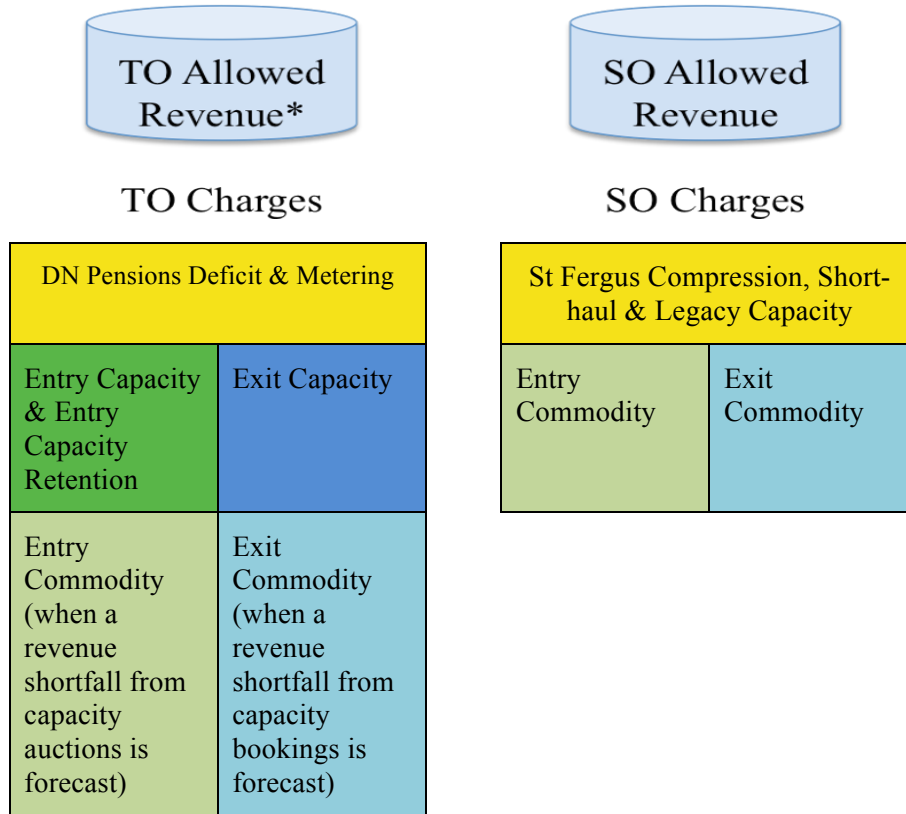 TO Allowed
Revenue*
SO Allowed
Revenue
TO Charges
SO Charges
DN Pensions Deficit & Metering
Entry Capacity
& Entry
Capacity
Retention
Exit Capacity
Entry
Commodity
(when a
revenue
shortfall from
capacity
auctions is
forecast)
Exit
Commodity
(when a
revenue
shortfall from
capacity
bookings is
forecast)
St Fergus Compression, Short-
haul & Legacy Capacity
Entry
Commodity
Exit
Commodity